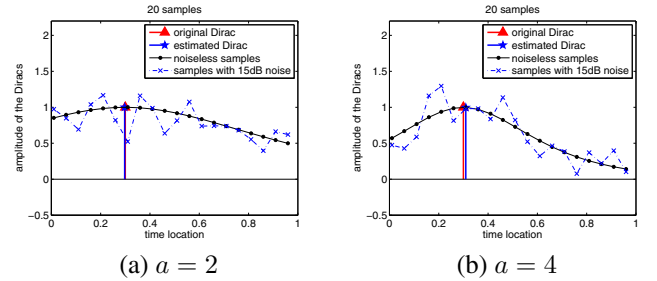 20 samples
original Dirac
estimated Dirac
noiseless samples
samples with 15dB noise
amplitude of the Diracs
2
1.5
1
0.5
0
−0.5
0 0.2 0.4 0.6 0.8 1
time location
(a) a = 2
20 samples
original Dirac
estimated Dirac
noiseless samples
samples with 15dB noise
amplitude of the Diracs
2
1.5
1
0.5
0
−0.5
0 0.2 0.4 0.6 0.8 1
time location
(b) a = 4